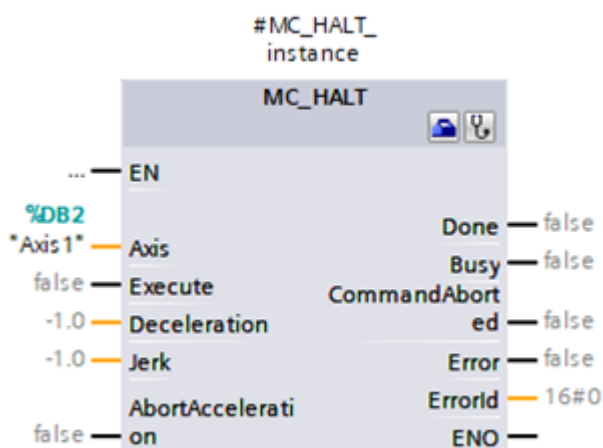 #MC_HALT_
instance
MC_HALT
... EN
%DB2
"Axis1" Axis
Done false
false Execute
Busy false
-1.0 Deceleration
CommandAbort
ed false
-1.0 Jerk
Error false
AbortAccelerati
false on
ErrorId 16#0
ENO